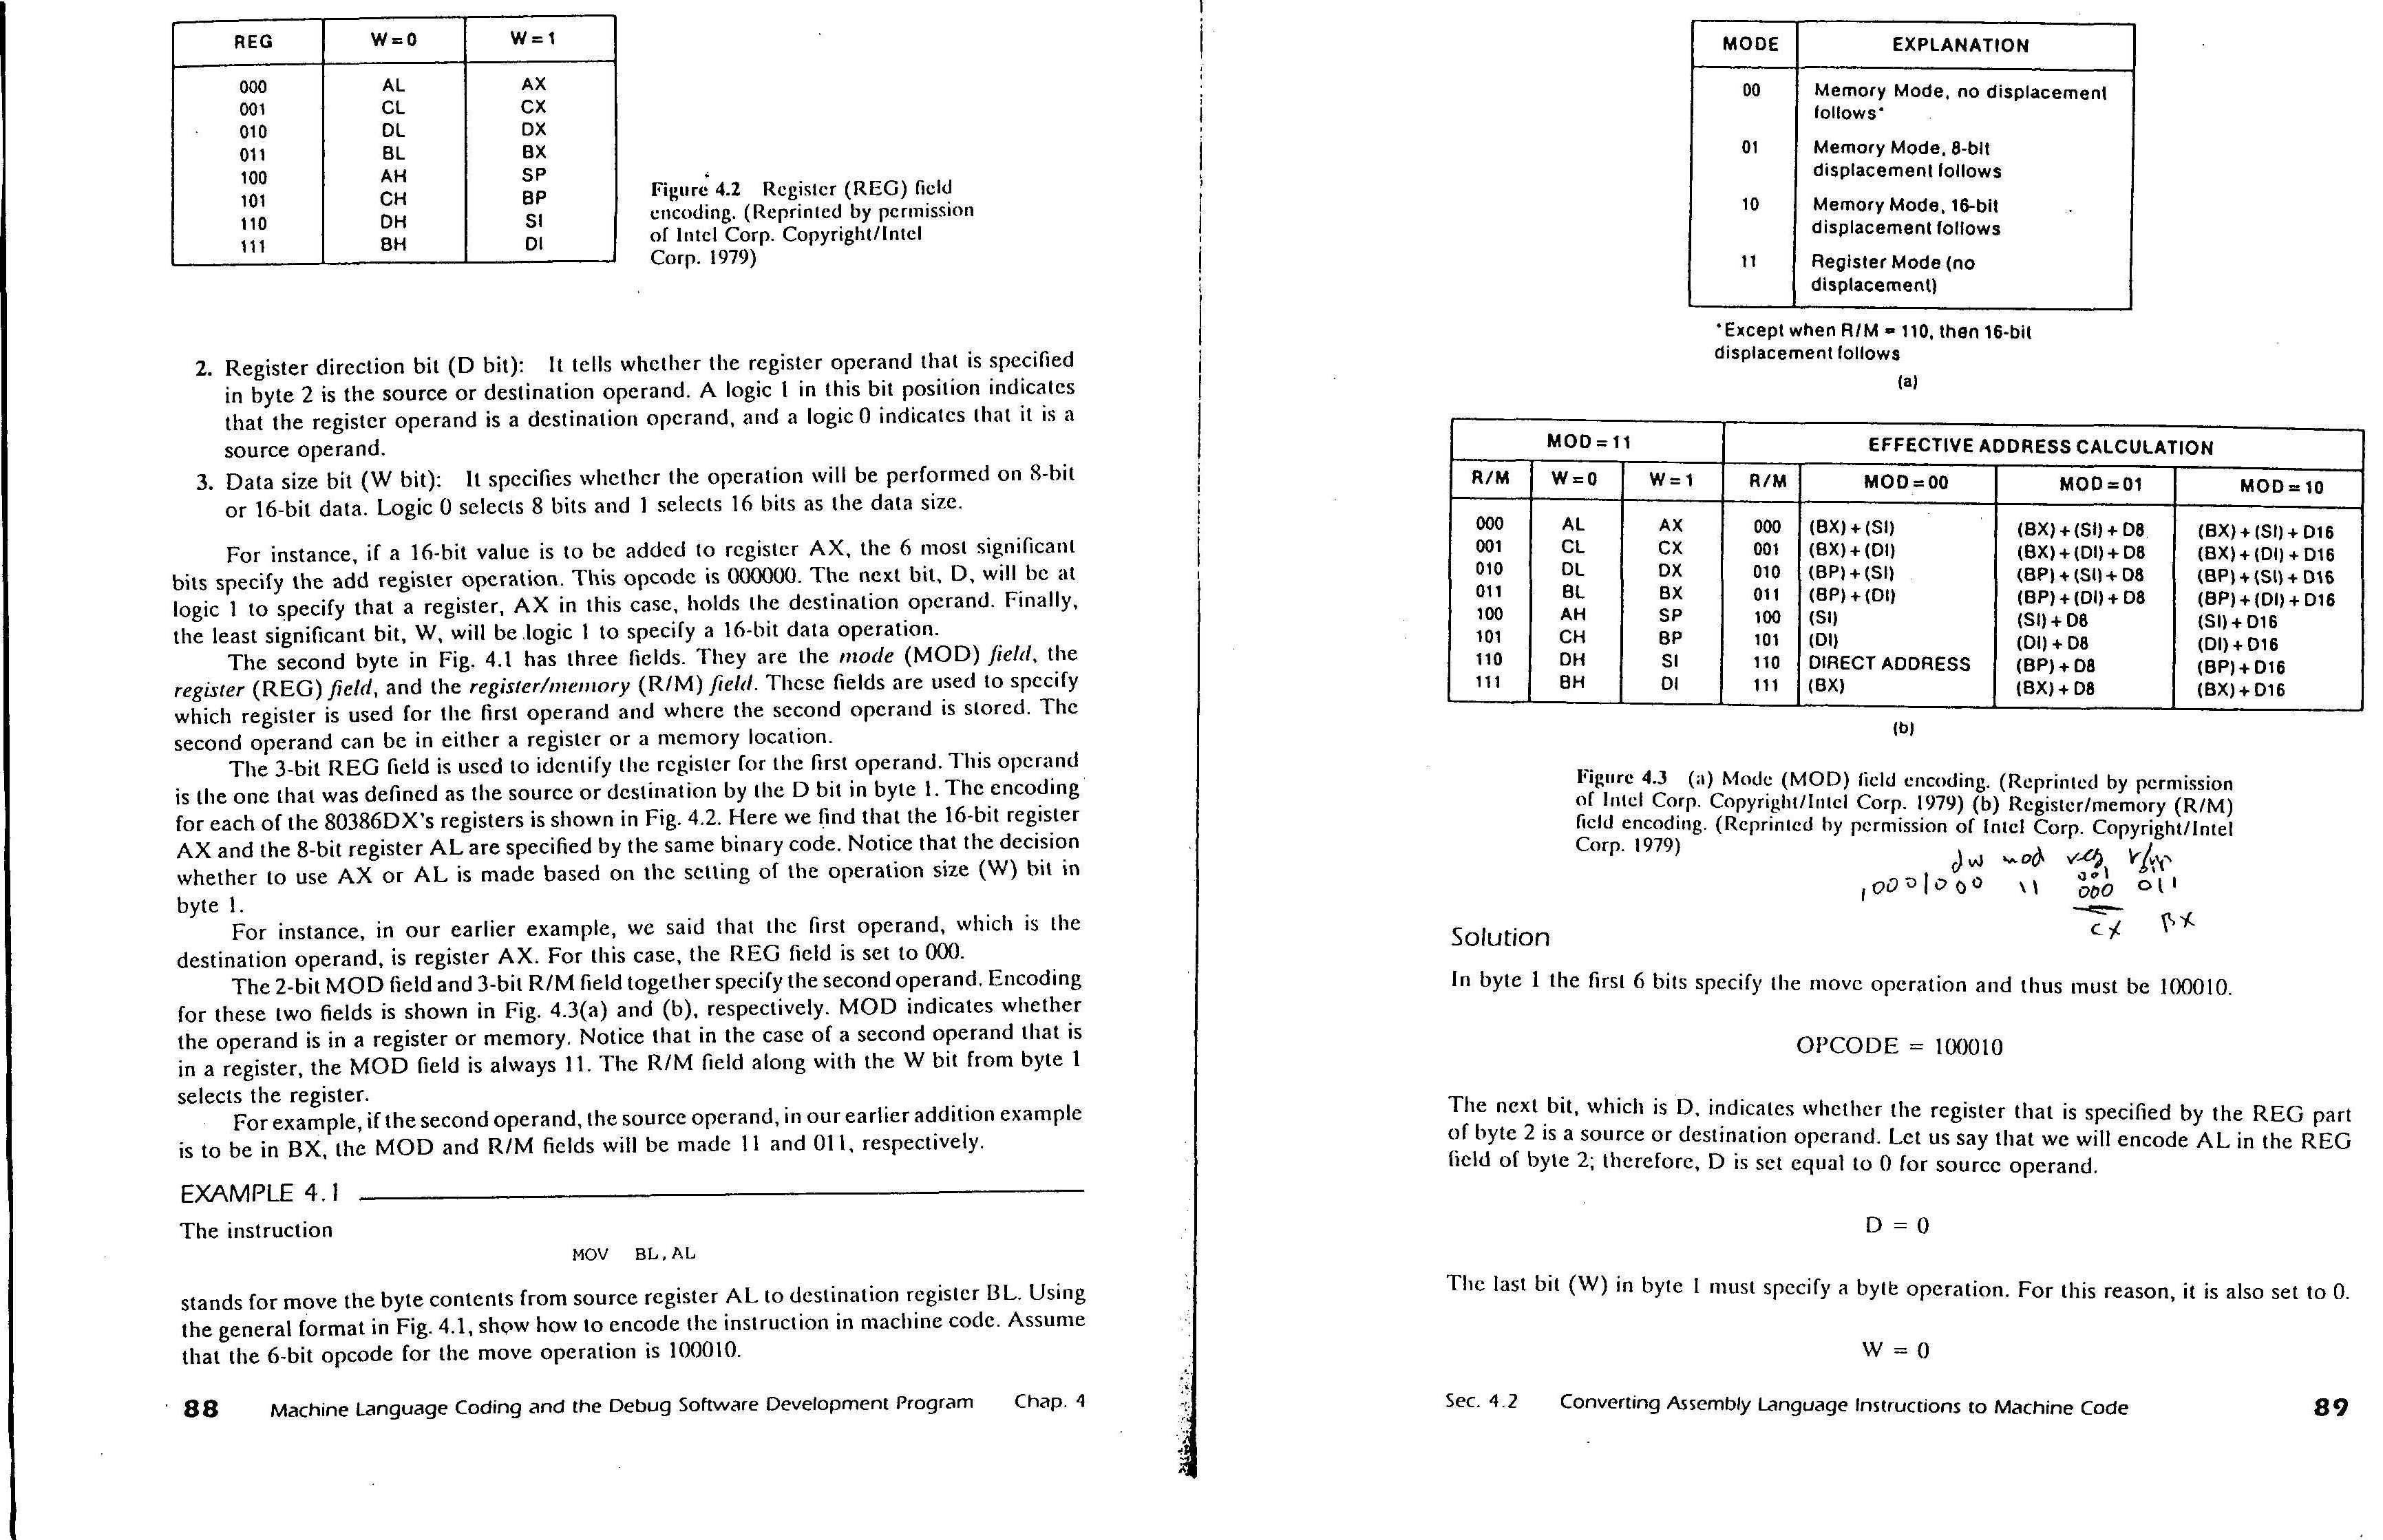 REG W=0 W=1
000 AL AX
001 CL CX
010 DL DX
011 BL BX
100 AH SP
101 CH BP
110 DH SI
111 BH DI
Figure 4.2 Register (REG) field
encoding. (Reprinted by permission
of Intel Corp. Copyright/Intel
Corp. 1979)
2. Register direction bit (D bit): It tells whether the register operand that is specified
in byte 2 is the source or destination operand. A logic 1 in this bit position indicates
that the register operand is a destination operand, and a logic 0 indicates that it is a
source operand.
3. Data size bit (W bit): It specifies whether the operation will be performed on 8-bit
or 16-bit data. Logic 0 selects 8 bits and 1 selects 16 bits as the data size.
For instance, if a 16-bit value is to be added to register AX, the 6 most significant
bits specify the add register operation. This opcode is 000000. The next bit, D, will be at
logic 1 to specify that a register, AX in this case, holds the destination operand. Finally,
the least significant bit, W, will be logic 1 to specify a 16-bit data operation.
The second byte in Fig. 4.1 has three fields. They are the mode (MOD) field, the
register (REG) field, and the register/memory (R/M) field. These fields are used to specify
which register is used for the first operand and where the second operand is stored. The
second operand can be in either a register or a memory location.
The 3-bit REG field is used to identify the register for the first operand. This operand
is the one that was defined as the source or destination by the D bit in byte 1. The encoding
for each of the 80386DX's registers is shown in Fig. 4.2. Here we find that the 16-bit register
AX and the 8-bit register AL are specified by the same binary code. Notice that the decision
whether to use AX or AL is made based on the setting of the operation size (W) bit in
byte 1.
For instance, in our earlier example, we said that the first operand, which is the
destination operand, is register AX. For this case, the REG field is set to 000.
The 2-bit MOD field and 3-bit R/M field together specify the second operand. Encoding
for these two fields is shown in Fig. 4.3(a) and (b), respectively. MOD indicates whether
the operand is in a register or memory. Notice that in the case of a second operand that is
in a register, the MOD field is always 11. The R/M field along with the W bit from byte 1
selects the register.
For example, if the second operand, the source operand, in our earlier addition example
is to be in BX, the MOD and R/M fields will be made 11 and 011, respectively.
EXAMPLE 4.1
The instruction
MOV BL,AL
stands for move the byte contents from source register AL to destination register BL. Using
the general format in Fig. 4.1, show how to encode the instruction in machine code. Assume
that the 6-bit opcode for the move operation is 100010.
88 Machine Language Coding and the Debug Software Development Program Chap. 4
MODE EXPLANATION
00 Memory Mode, no displacement
follows*
01 Memory Mode, 8-bit
displacement follows
10 Memory Mode, 16-bit
displacement follows
11 Register Mode (no
displacement)
*Except when R/M = 110, then 16-bit
displacement follows
(a)
MOD=11 EFFECTIVE ADDRESS CALCULATION
R/M W=0 W=1 R/M MOD=00 MOD=01 MOD=10
000 AL AX 000 (BX)+(SI) (BX)+(SI)+D8 (BX)+(SI)+D16
001 CL CX 001 (BX)+(DI) (BX)+(DI)+D8 (BX)+(DI)+D16
010 DL DX 010 (BP)+(SI) (BP)+(SI)+D8 (BP)+(SI)+D16
011 BL BX 011 (BP)+(DI) (BP)+(DI)+D8 (BP)+(DI)+D16
100 AH SP 100 (SI) (SI)+D8 (SI)+D16
101 CH BP 101 (DI) (DI)+D8 (DI)+D16
110 DH SI 110 DIRECT ADDRESS (BP)+D8 (BP)+D16
111 BH DI 111 (BX) (BX)+D8 (BX)+D16
(b)
Figure 4.3 (a) Mode (MOD) field encoding. (Reprinted by permission
of Intel Corp. Copyright/Intel Corp. 1979) (b) Register/memory (R/M)
field encoding. (Reprinted by permission of Intel Corp. Copyright/Intel
Corp. 1979)
dw mod reg r/m
001
10001000 11 000 011
CX BX
Solution
In byte 1 the first 6 bits specify the move operation and thus must be 100010.
OPCODE = 100010
The next bit, which is D, indicates whether the register that is specified by the REG part
of byte 2 is a source or destination operand. Let us say that we will encode AL in the REG
field of byte 2; therefore, D is set equal to 0 for source operand.
D = 0
The last bit (W) in byte 1 must specify a byte operation. For this reason, it is also set to 0.
W = 0
Sec. 4.2 Converting Assembly Language Instructions to Machine Code 89